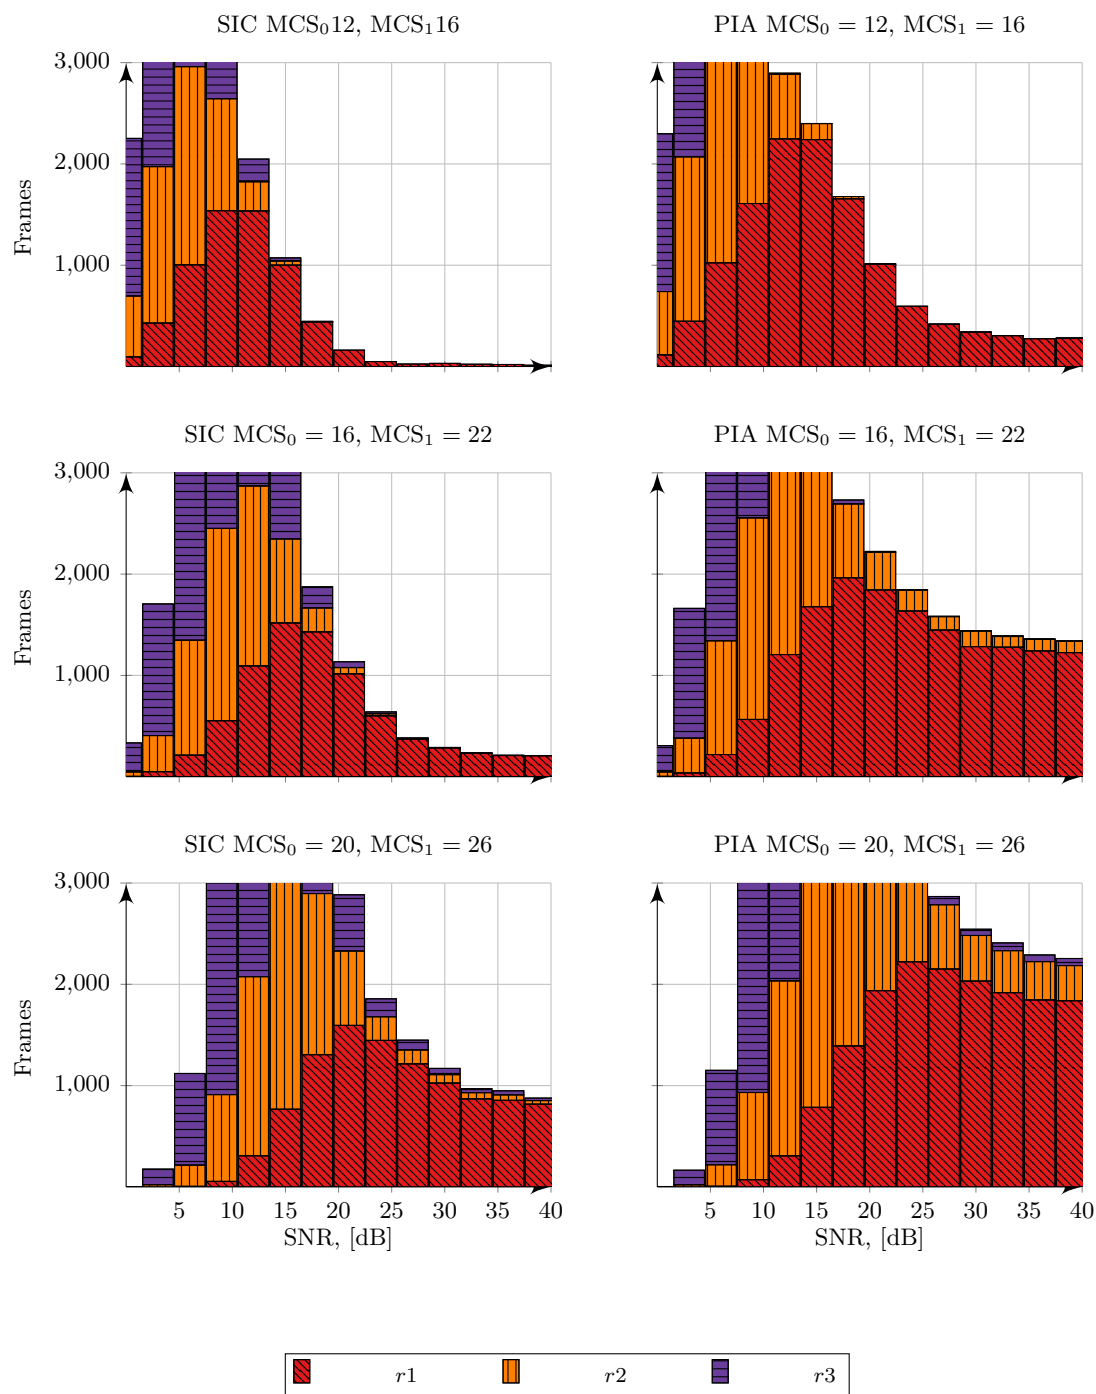 SIC MCS₀12, MCS₁16
PIA MCS₀ = 12, MCS₁ = 16
3,000
2,000
1,000
Frames
5 10 15 20 25 30 35 40
5 10 15 20 25 30 35 40
SIC MCS₀ = 16, MCS₁ = 22
PIA MCS₀ = 16, MCS₁ = 22
3,000
2,000
1,000
Frames
SIC MCS₀ = 20, MCS₁ = 26
PIA MCS₀ = 20, MCS₁ = 26
3,000
2,000
1,000
Frames
SNR, [dB]
SNR, [dB]
r1 r2 r3